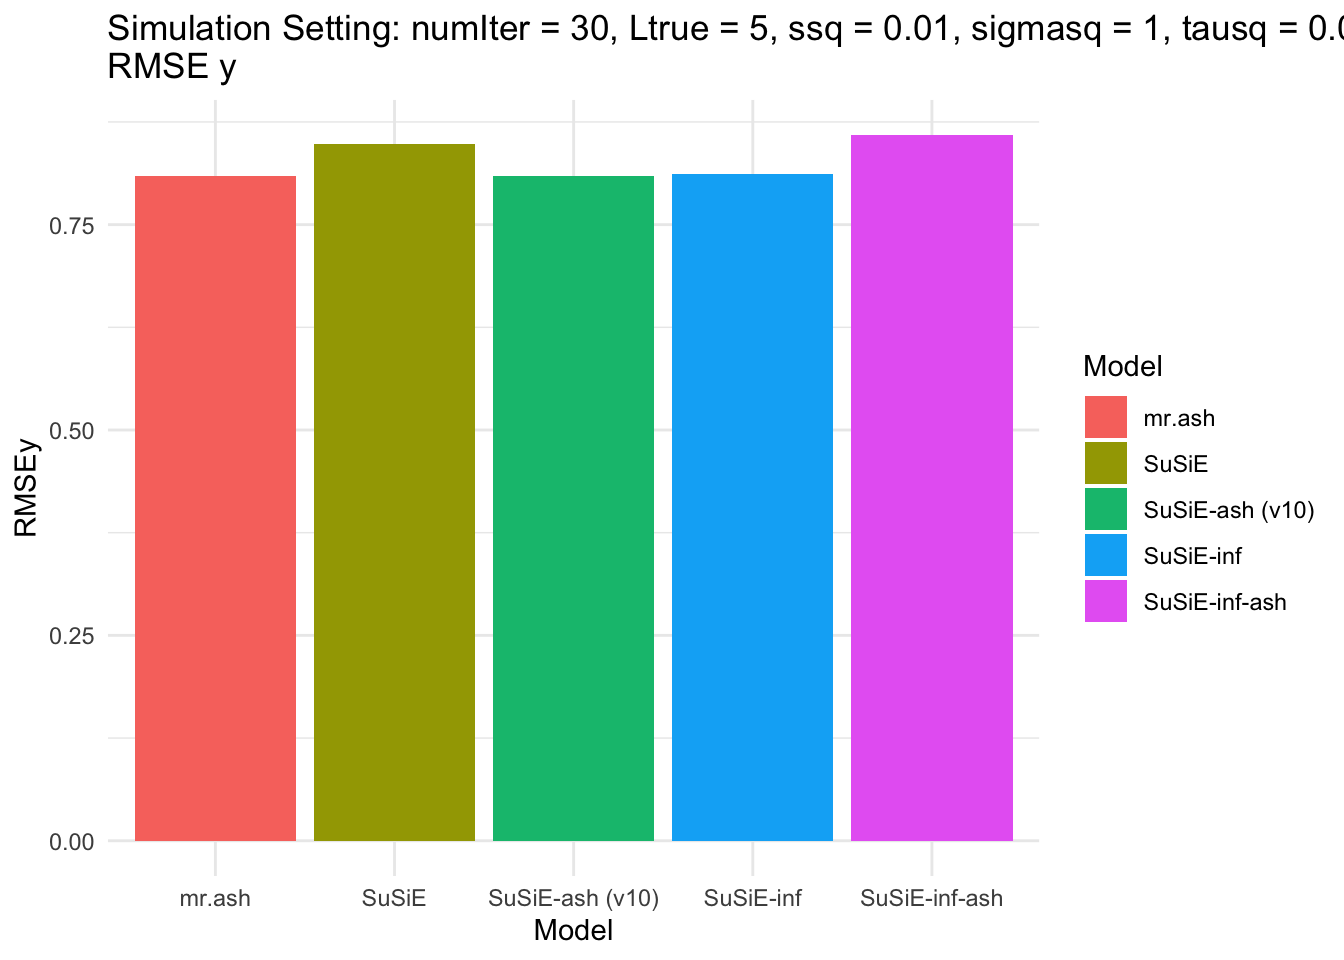 Simulation Setting: numIter = 30, Ltrue = 5, ssq = 0.01, sigmasq = 1, tausq = 0.0
RMSE y
0.75
0.50
0.25
0.00
RMSEy
mr.ash
SuSiE
SuSiE-ash (v10)
SuSiE-inf
SuSiE-inf-ash
Model
Model
mr.ash
SuSiE
SuSiE-ash (v10)
SuSiE-inf
SuSiE-inf-ash